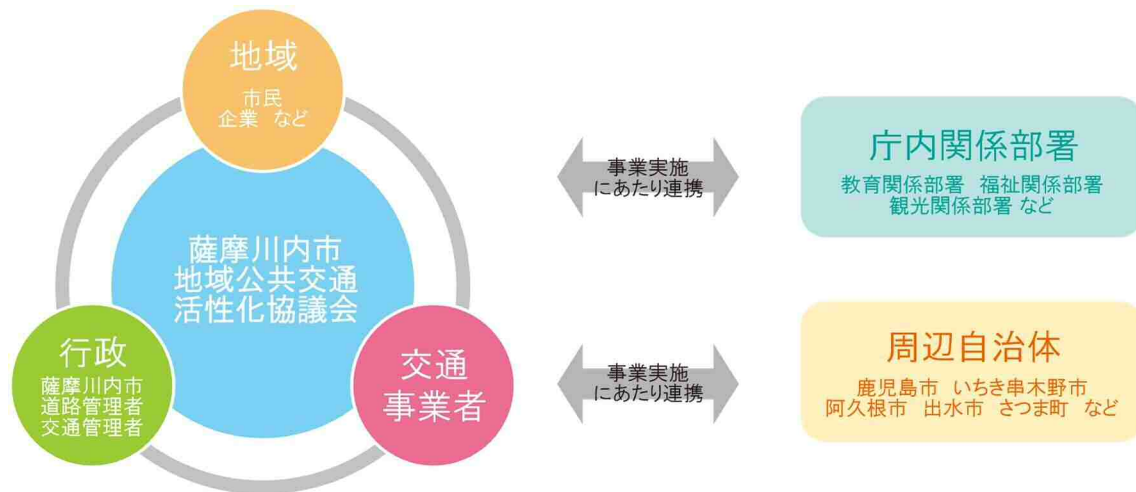 地域
市民
企業 など
薩摩川内市
地域公共交通
活性化協議会
行政
薩摩川内市
道路管理者
交通管理者
交通
事業者
事業実施
にあたり連携
庁内関係部署
教育関係部署 福祉関係部署
観光関係部署 など
事業実施
にあたり連携
周辺自治体
鹿児島市 いちき串木野市
阿久根市 出水市 さつま町 など